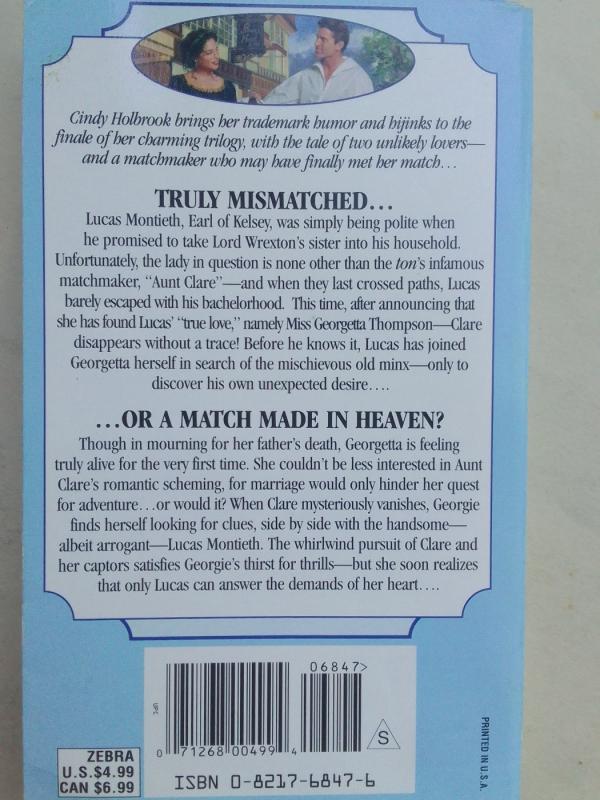 Cindy Holbrook brings her trademark humor and hijinks to the
finale of her charming trilogy, with the tale of two unlikely lovers—
and a matchmaker who may have finally met her match...
TRULY MISMATCHED...
Lucas Montieth, Earl of Kelsey, was simply being polite when
he promised to take Lord Wrexton's sister into his household.
Unfortunately, the lady in question is none other than the ton's infamous
matchmaker, "Aunt Clare"—and when they last crossed paths, Lucas
barely escaped with his bachelorhood. This time, after announcing that
she has found Lucas' "true love," namely Miss Georgetta Thompson—Clare
disappears without a trace! Before he knows it, Lucas has joined
Georgetta herself in search of the mischievous old minx—only to
discover his own unexpected desire....
...OR A MATCH MADE IN HEAVEN?
Though in mourning for her father's death, Georgetta is feeling
truly alive for the very first time. She couldn't be less interested in Aunt
Clare's romantic scheming, for marriage would only hinder her quest
for adventure...or would it? When Clare mysteriously vanishes, Georgie
finds herself looking for clues, side by side with the handsome—
albeit arrogant—Lucas Montieth. The whirlwind pursuit of Clare and
her captors satisfies Georgie's thirst for thrills—but she soon realizes
that only Lucas can answer the demands of her heart....
06847>
UPC
0 71268 00499 4
S
ISBN 0-8217-6847-6
ZEBRA
U.S.$4.99
CAN $6.99
PRINTED IN U.S.A.